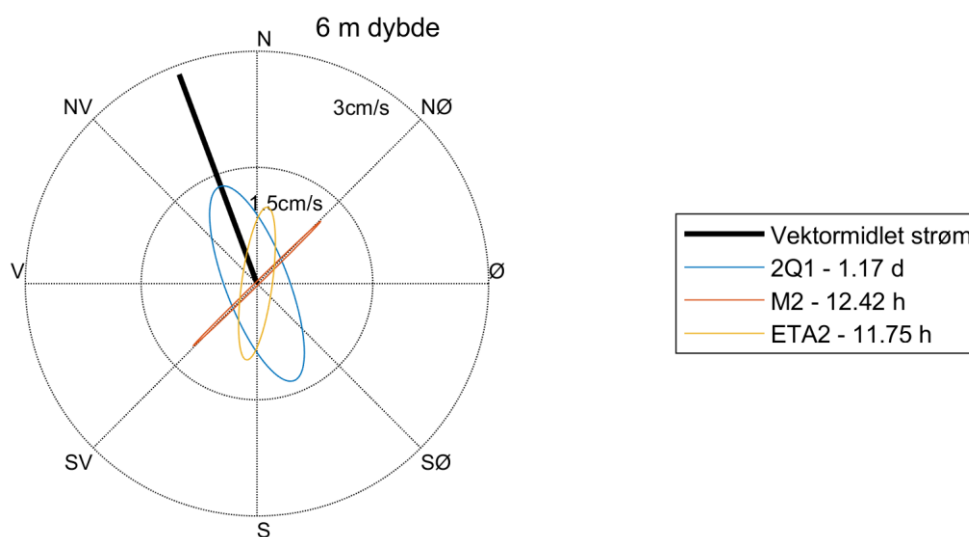 6 m dybde
N
NV
NØ
3cm/s
1.5cm/s
V
Ø
SV
SØ
S
Vektormidlet strøm
2Q1 - 1.17 d
M2 - 12.42 h
ETA2 - 11.75 h